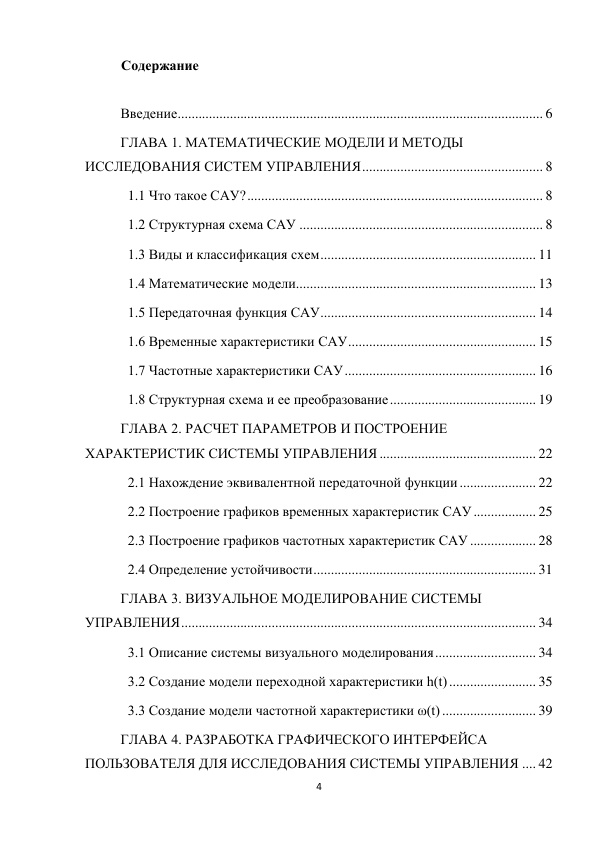 Содержание
Введение........................................................................................................ 6
ГЛАВА 1. МАТЕМАТИЧЕСКИЕ МОДЕЛИ И МЕТОДЫ
ИССЛЕДОВАНИЯ СИСТЕМ УПРАВЛЕНИЯ.................................................... 8
1.1 Что такое САУ?..................................................................................... 8
1.2 Структурная схема САУ ...................................................................... 8
1.3 Виды и классификация схем.............................................................. 11
1.4 Математические модели..................................................................... 13
1.5 Передаточная функция САУ.............................................................. 14
1.6 Временные характеристики САУ...................................................... 15
1.7 Частотные характеристики САУ....................................................... 16
1.8 Структурная схема и ее преобразование.......................................... 19
ГЛАВА 2. РАСЧЕТ ПАРАМЕТРОВ И ПОСТРОЕНИЕ
ХАРАКТЕРИСТИК СИСТЕМЫ УПРАВЛЕНИЯ ............................................. 22
2.1 Нахождение эквивалентной передаточной функции ...................... 22
2.2 Построение графиков временных характеристик САУ .................. 25
2.3 Построение графиков частотных характеристик САУ ................... 28
2.4 Определение устойчивости................................................................ 31
ГЛАВА 3. ВИЗУАЛЬНОЕ МОДЕЛИРОВАНИЕ СИСТЕМЫ
УПРАВЛЕНИЯ...................................................................................................... 34
3.1 Описание системы визуального моделирования............................. 34
3.2 Создание модели переходной характеристики h(t) ......................... 35
3.3 Создание модели частотной характеристики ω(t) ........................... 39
ГЛАВА 4. РАЗРАБОТКА ГРАФИЧЕСКОГО ИНТЕРФЕЙСА
ПОЛЬЗОВАТЕЛЯ ДЛЯ ИССЛЕДОВАНИЯ СИСТЕМЫ УПРАВЛЕНИЯ .... 42
4